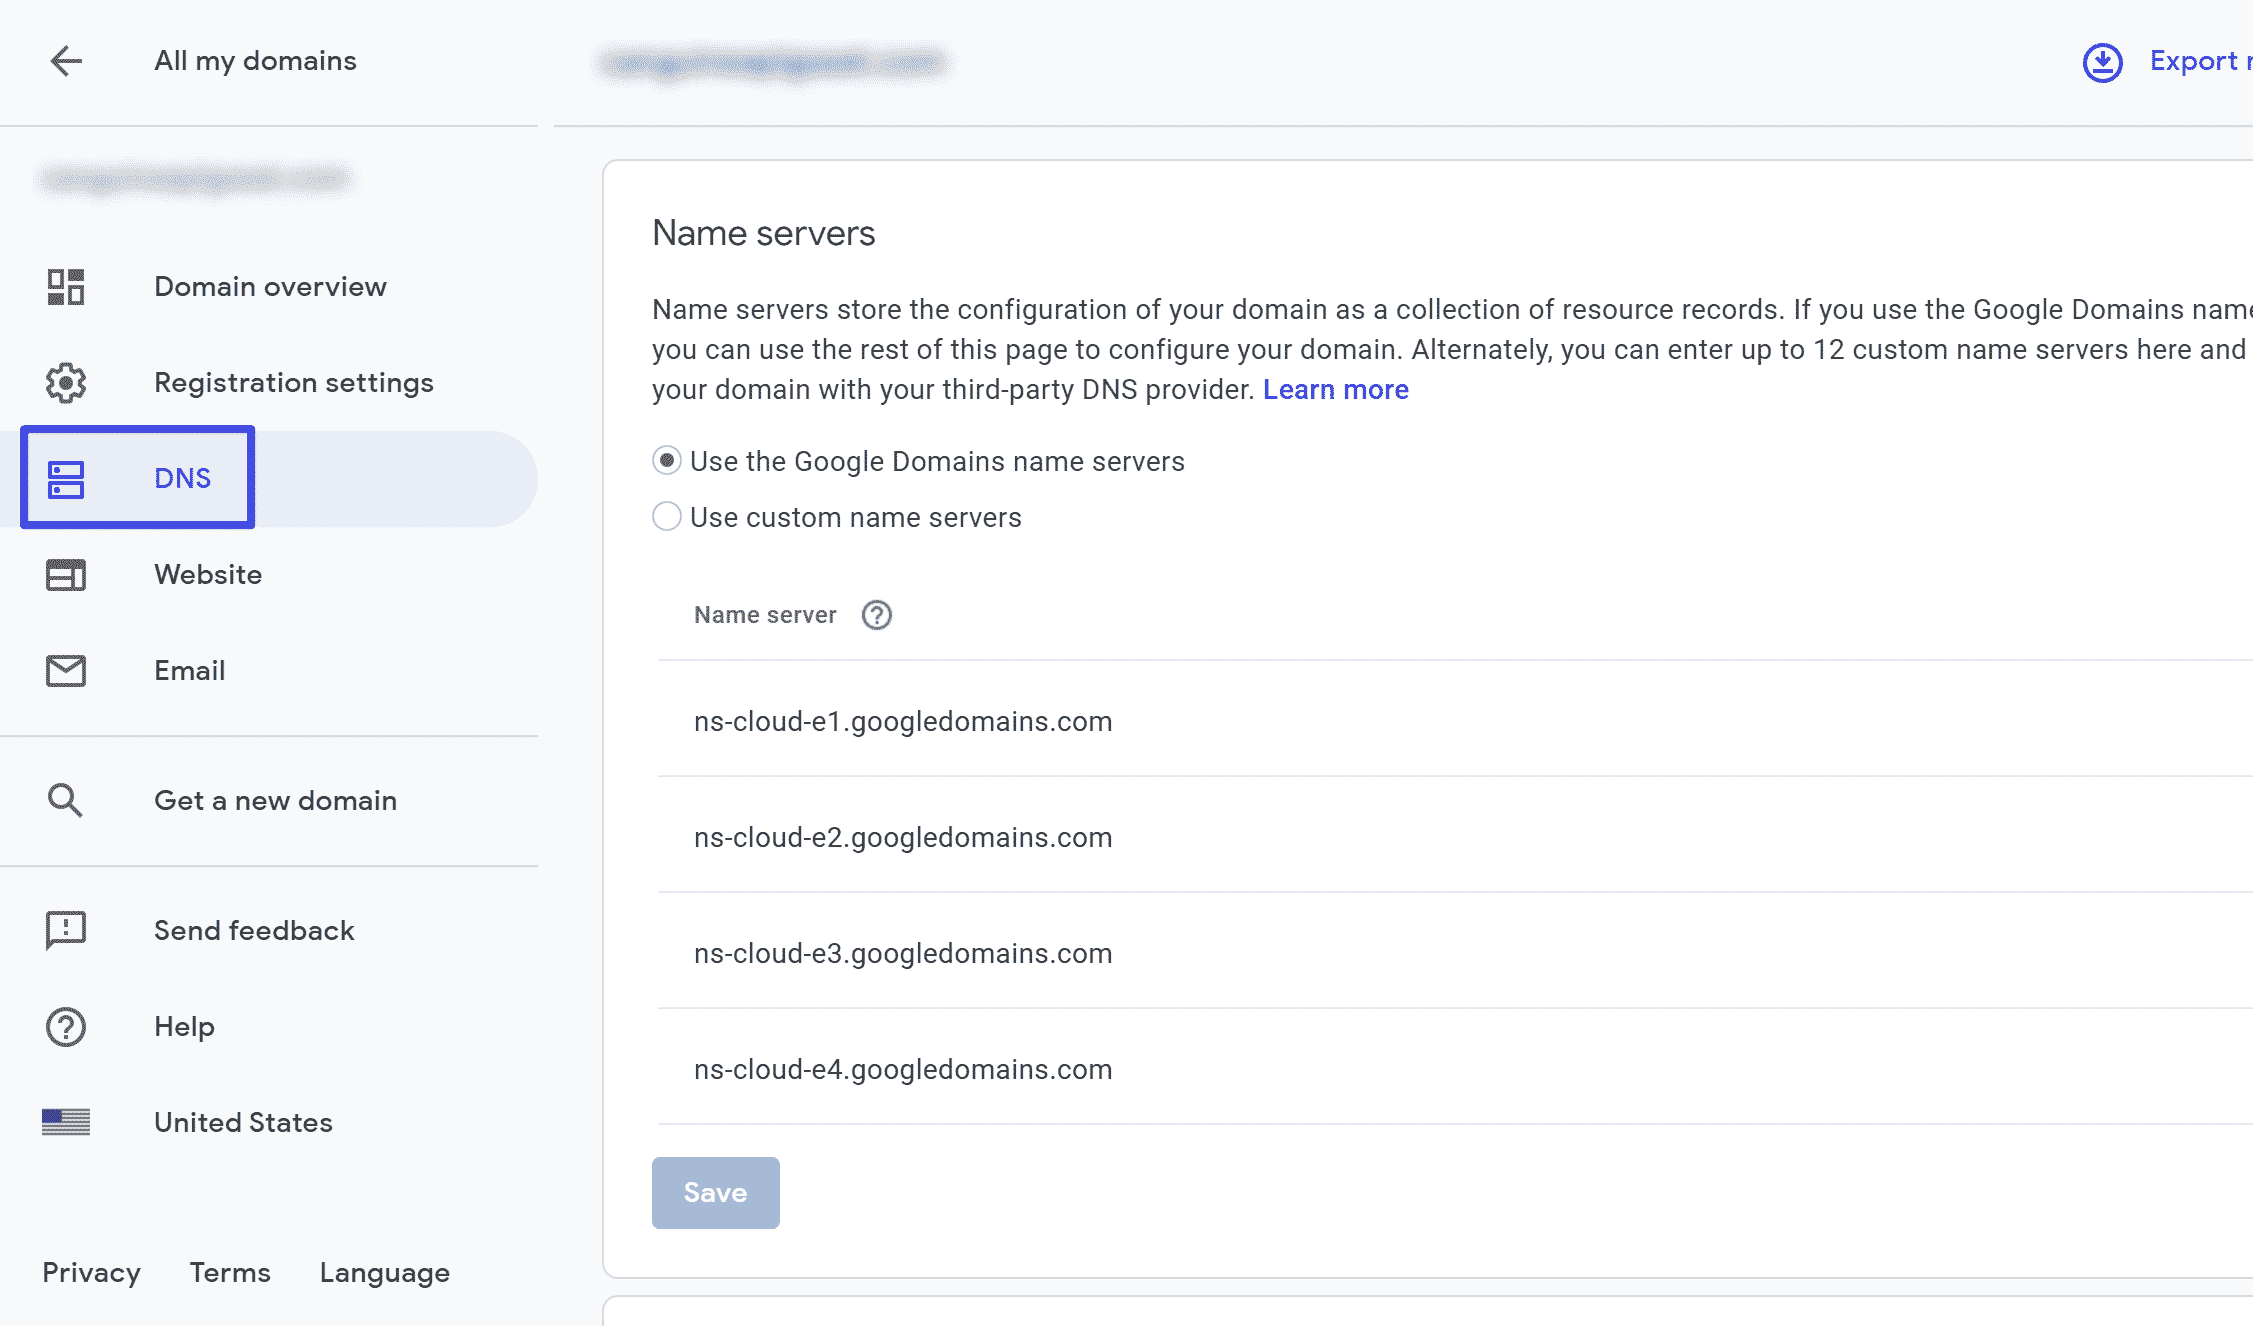 All my domains
Export
Domain overview
Registration settings
DNS
Website
Email
Get a new domain
Send feedback
Help
United States
Privacy Terms Language
Name servers
Name servers store the configuration of your domain as a collection of resource records. If you use the Google Domains name
you can use the rest of this page to configure your domain. Alternately, you can enter up to 12 custom name servers here and
your domain with your third-party DNS provider. Learn more
Use the Google Domains name servers
Use custom name servers
Name server
ns-cloud-e1.googledomains.com
ns-cloud-e2.googledomains.com
ns-cloud-e3.googledomains.com
ns-cloud-e4.googledomains.com
Save